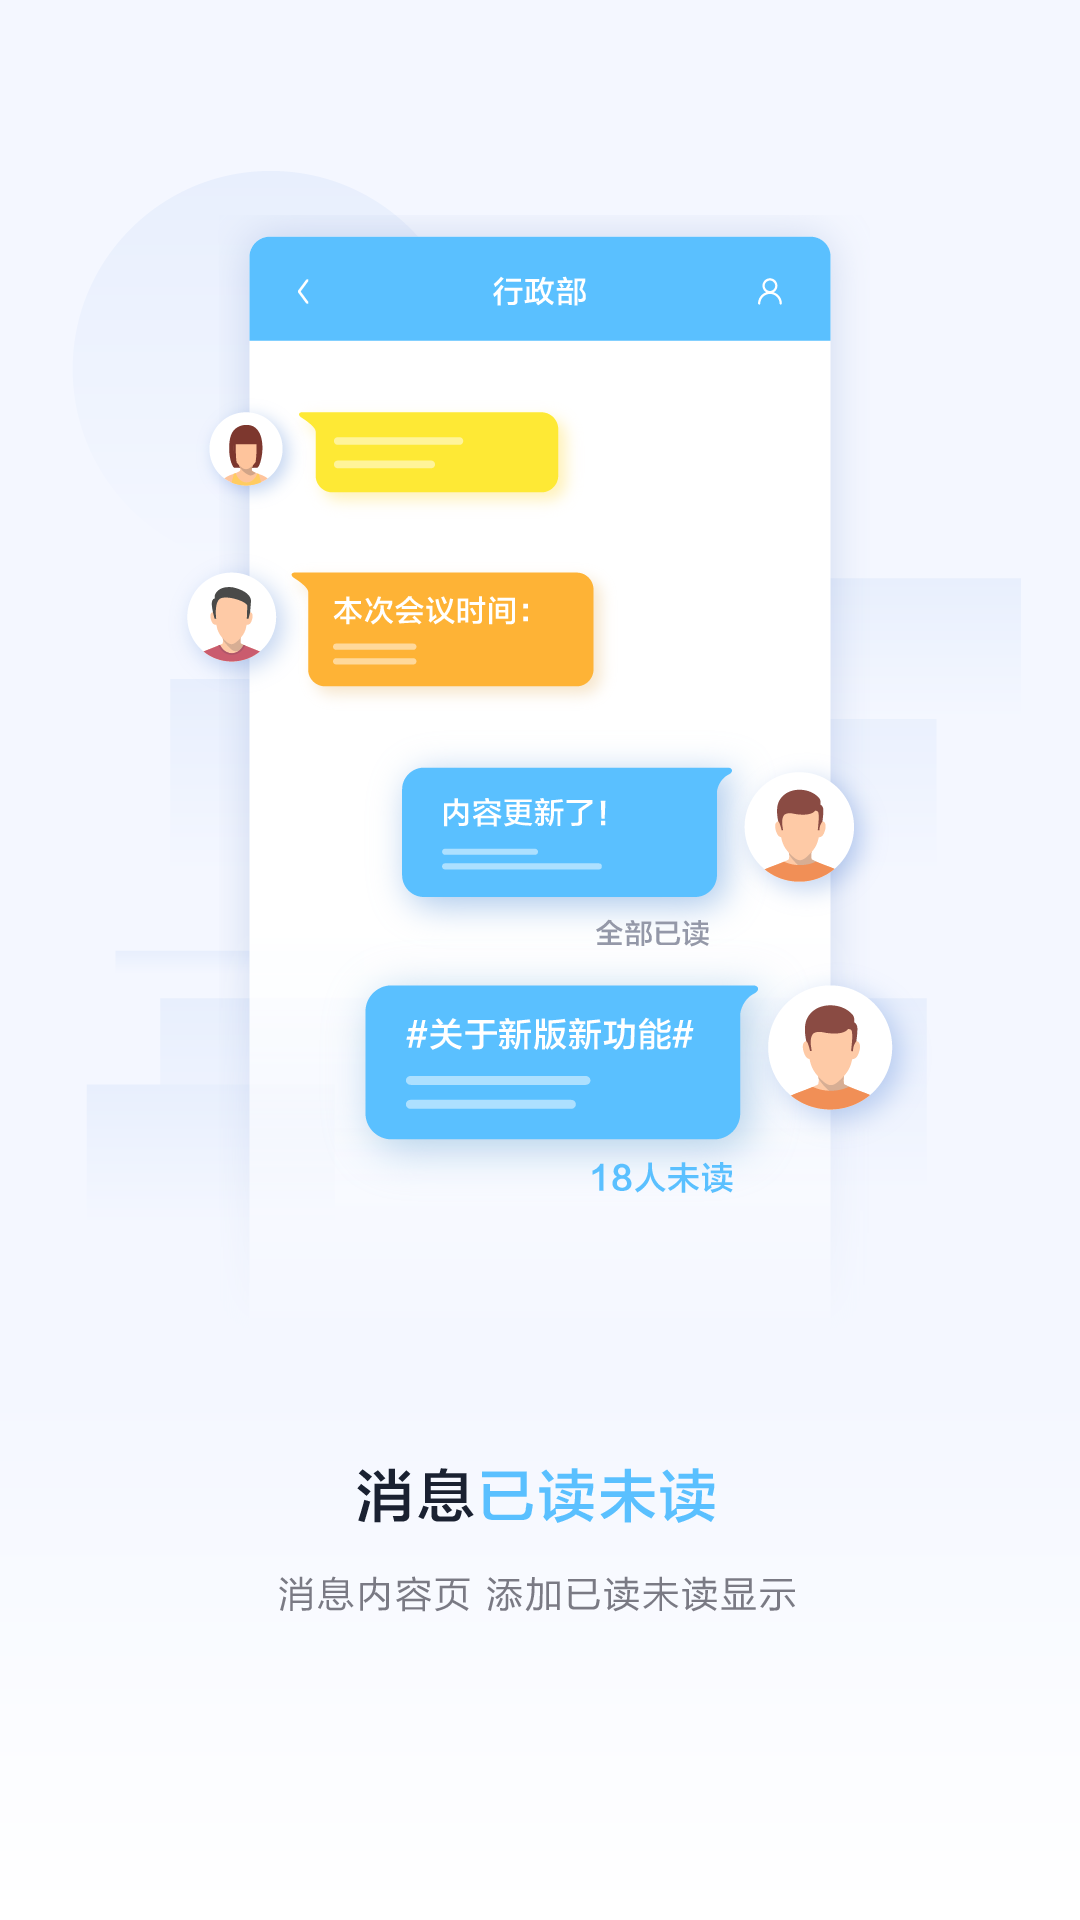 行政部
本次会议时间：
内容更新了！
全部已读
#关于新版新功能#
18人未读
消息已读未读
消息内容页 添加已读未读显示